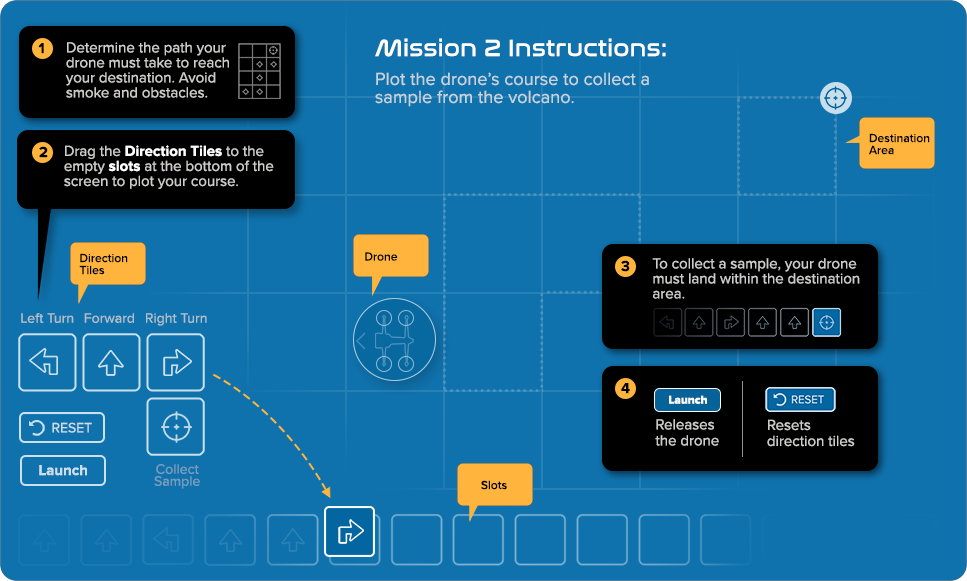 Mission 2 Instructions:
Plot the drone's course to collect a
sample from the volcano.
1
Determine the path your
drone must take to reach
your destination. Avoid
smoke and obstacles.
2
Drag the Direction Tiles to the
empty slots at the bottom of the
screen to plot your course.
Direction
Tiles
Left Turn
Forward
Right Turn
RESET
Launch
Collect
Sample
Drone
Destination
Area
3
To collect a sample, your drone
must land within the destination
area.
4
Launch
Releases
the drone
RESET
Resets
direction tiles
Slots